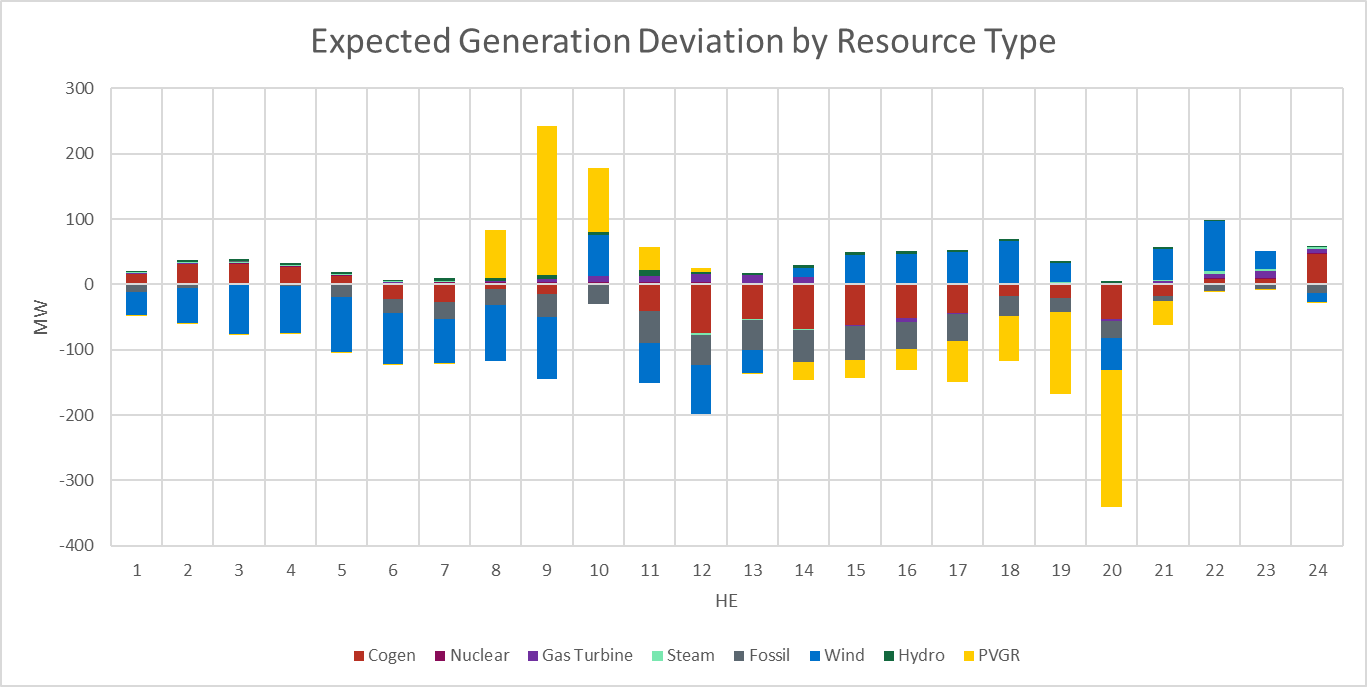 Expected Generation Deviation by Resource Type
300
200
100
0
-100
-200
-300
-400
MW
1 2 3 4 5 6 7 8 9 10 11 12 13 14 15 16 17 18 19 20 21 22 23 24
HE
Cogen Nuclear Gas Turbine Steam Fossil Wind Hydro PVGR